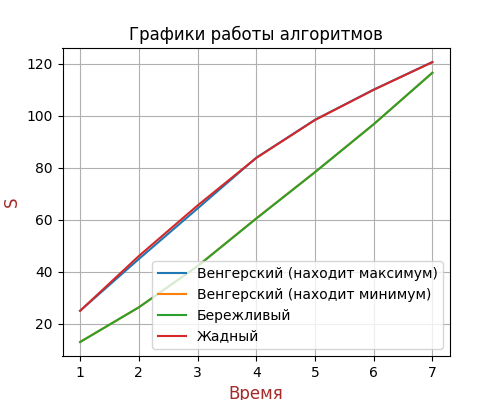 Графики работы алгоритмов
120
100
80
60
40
20
S
Венгерский (находит максимум)
Венгерский (находит минимум)
Бережливый
Жадный
1 2 3 4 5 6 7
Время